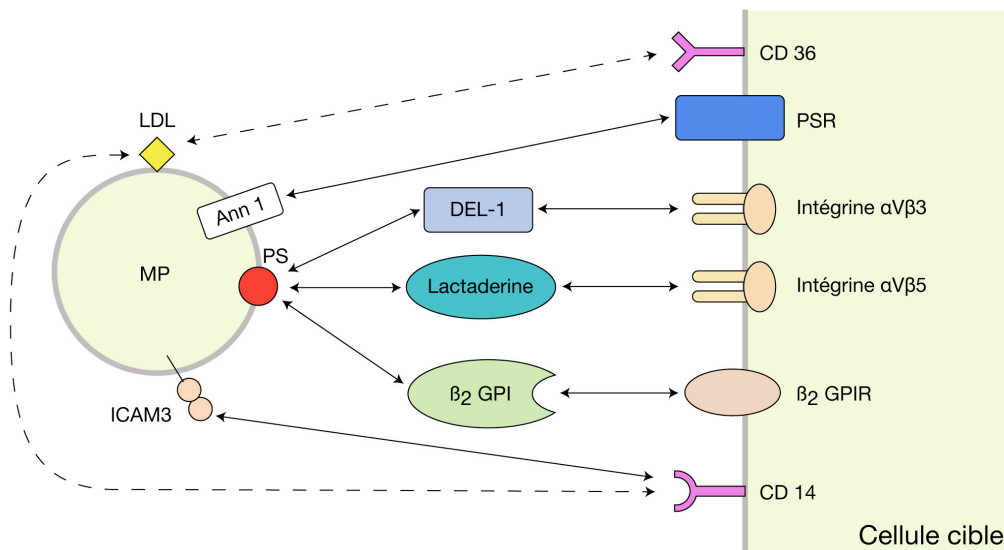 CD 36
LDL
PSR
Ann 1
DEL-1
Intégrine αVβ3
PS
MP
Lactaderine
Intégrine αVβ5
ß₂ GPI
ß₂ GPIR
ICAM3
CD 14
Cellule cible